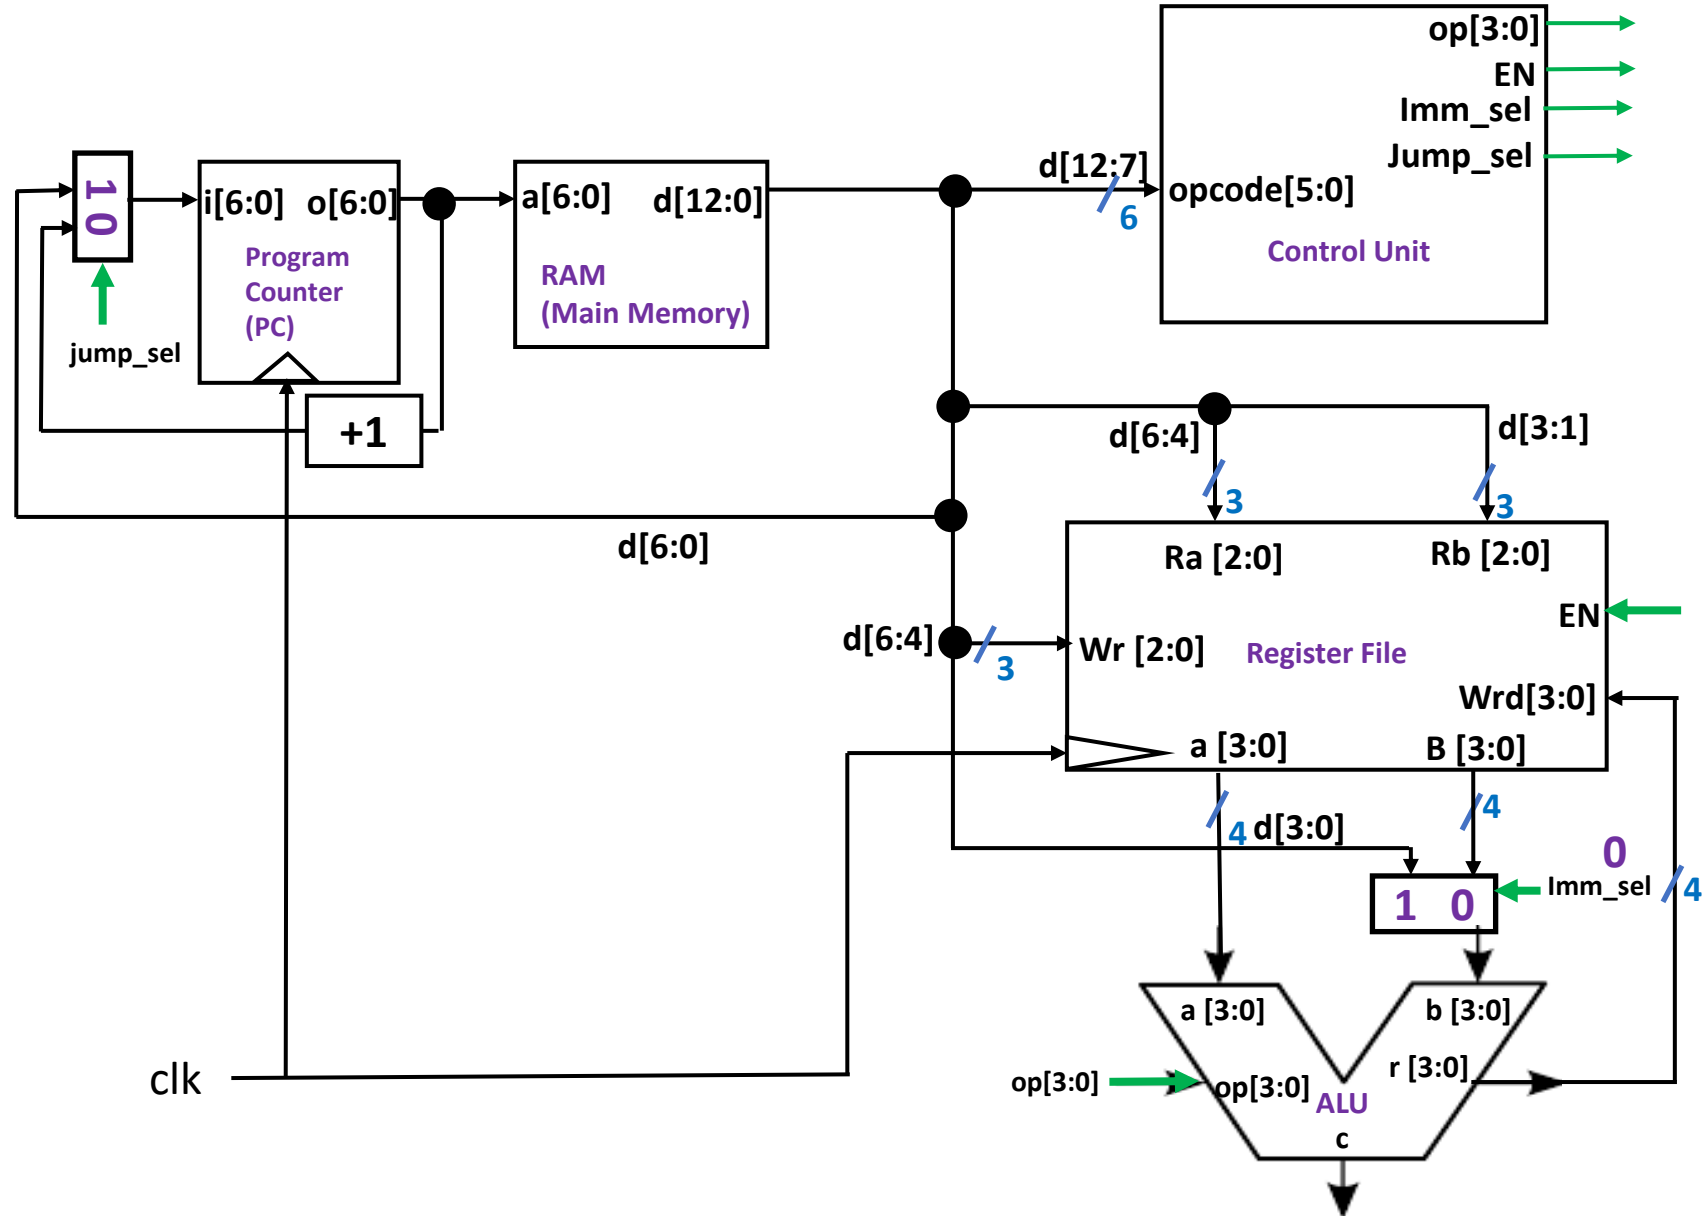 op[3:0]
EN
Imm_sel
Jump_sel
d[12:7]
6
opcode[5:0]
Control Unit
1 0
jump_sel
i[6:0] o[6:0]
Program
Counter
(PC)
+1
a[6:0] d[12:0]
RAM
(Main Memory)
d[6:4]
3
d[3:1]
3
d[6:0]
Ra [2:0] Rb [2:0]
EN
d[6:4]
3
Wr [2:0]
Register File
Wrd[3:0]
a [3:0] B [3:0]
4
d[3:0]
4
0
Imm_sel
4
1 0
a [3:0] b [3:0]
clk
op[3:0]
op[3:0]
r [3:0]
ALU
c